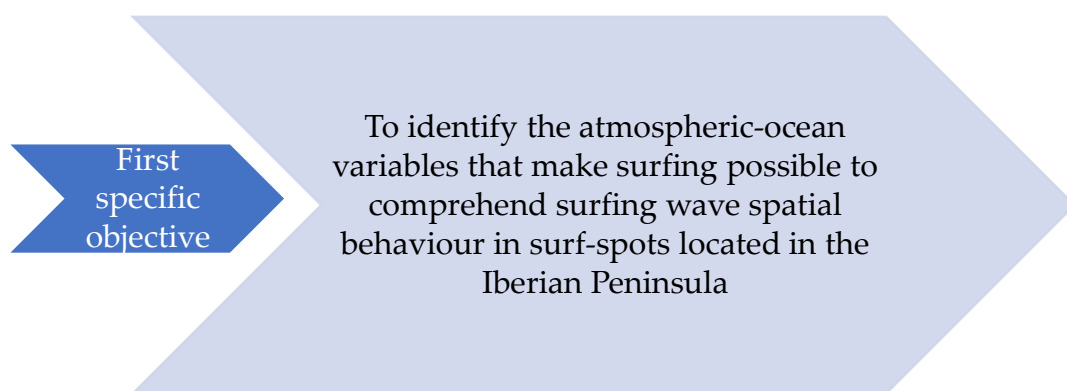 First
specific
objective
To identify the atmospheric-ocean
variables that make surfing possible to
comprehend surfing wave spatial
behaviour in surf-spots located in the
Iberian Peninsula